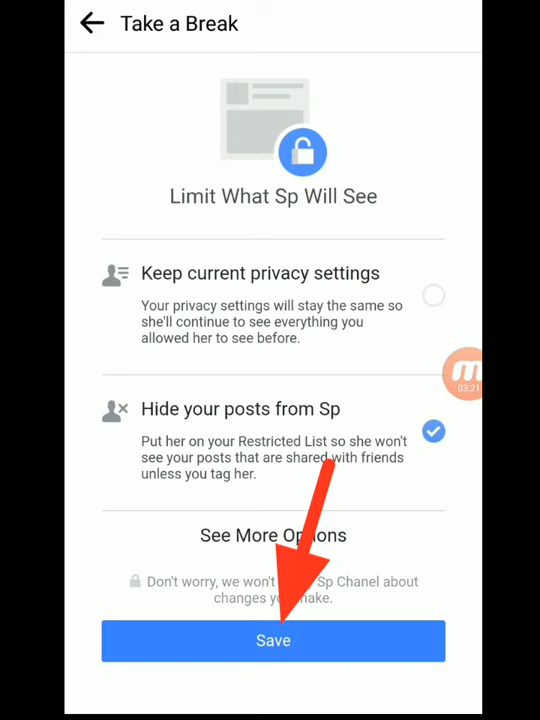 Take a Break
Limit What Sp Will See
Keep current privacy settings
Your privacy settings will stay the same so
she'll continue to see everything you
allowed her to see before.
03:21
Hide your posts from Sp
Put her on your Restricted List so she won't
see your posts that are shared with friends
unless you tag her.
See More Options
Don't worry, we won't Sp Chanel about
changes you make.
Save